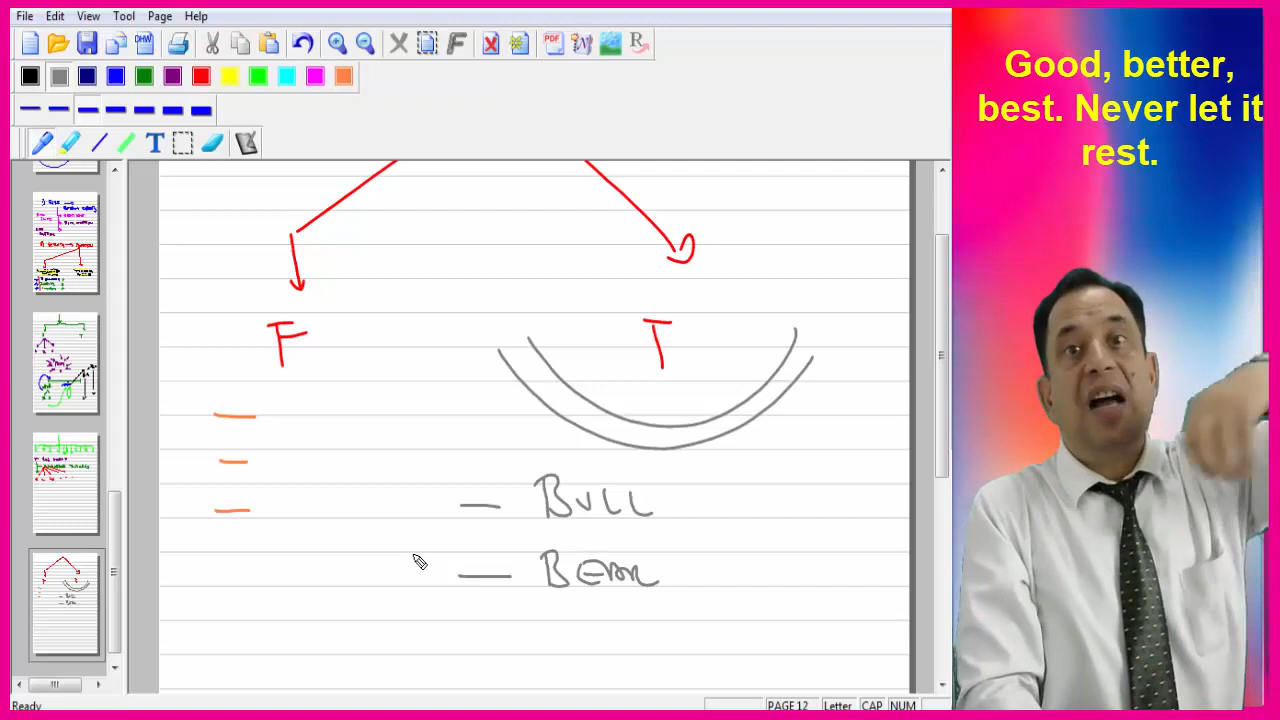 File Edit View Tool Page Help
Good, better,
best. Never let it
rest.
F T
— BULL
— BEAR
Ready PAGE 12 Letter CAP NUM